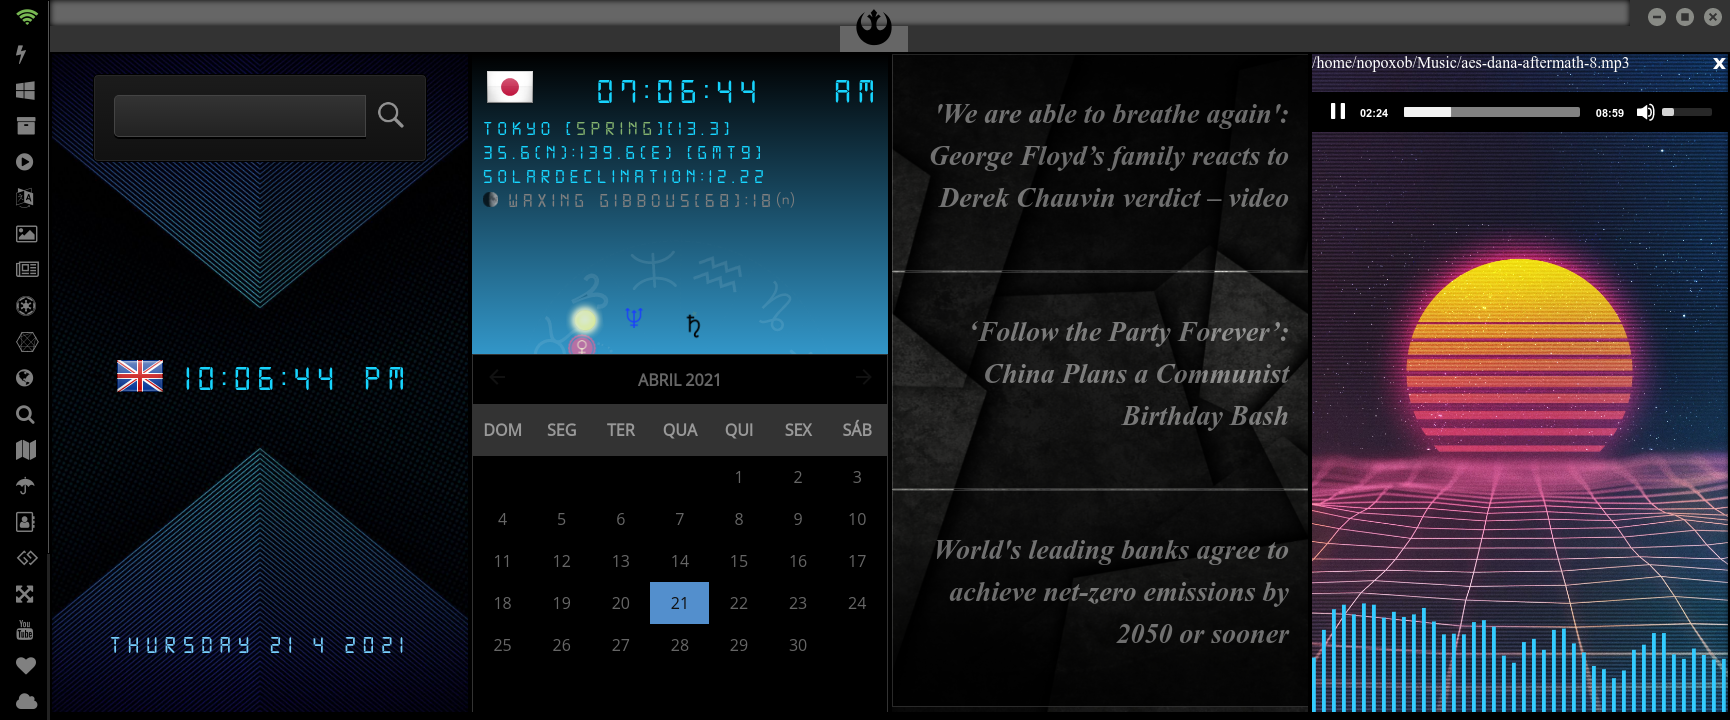 10:06:44 PM
THURSDAY 21 4 2021
07:06:44 AM
TOKYO [SPRING][13.3]
35.6(N):139.6(E) [GMT9]
SOLARDECLINATION:12.22
WAXING GIBBOUS[68]:18(n)
ABRIL 2021
DOM SEG TER QUA QUI SEX SÁB
1 2 3
4 5 6 7 8 9 10
11 12 13 14 15 16 17
18 19 20 21 22 23 24
25 26 27 28 29 30
'We are able to breathe again':
George Floyd’s family reacts to
Derek Chauvin verdict – video
‘Follow the Party Forever’:
China Plans a Communist
Birthday Bash
World's leading banks agree to
achieve net-zero emissions by
2050 or sooner
/home/nopoxob/Music/aes-dana-aftermath-8.mp3 x
02:24 08:59
You
Tube